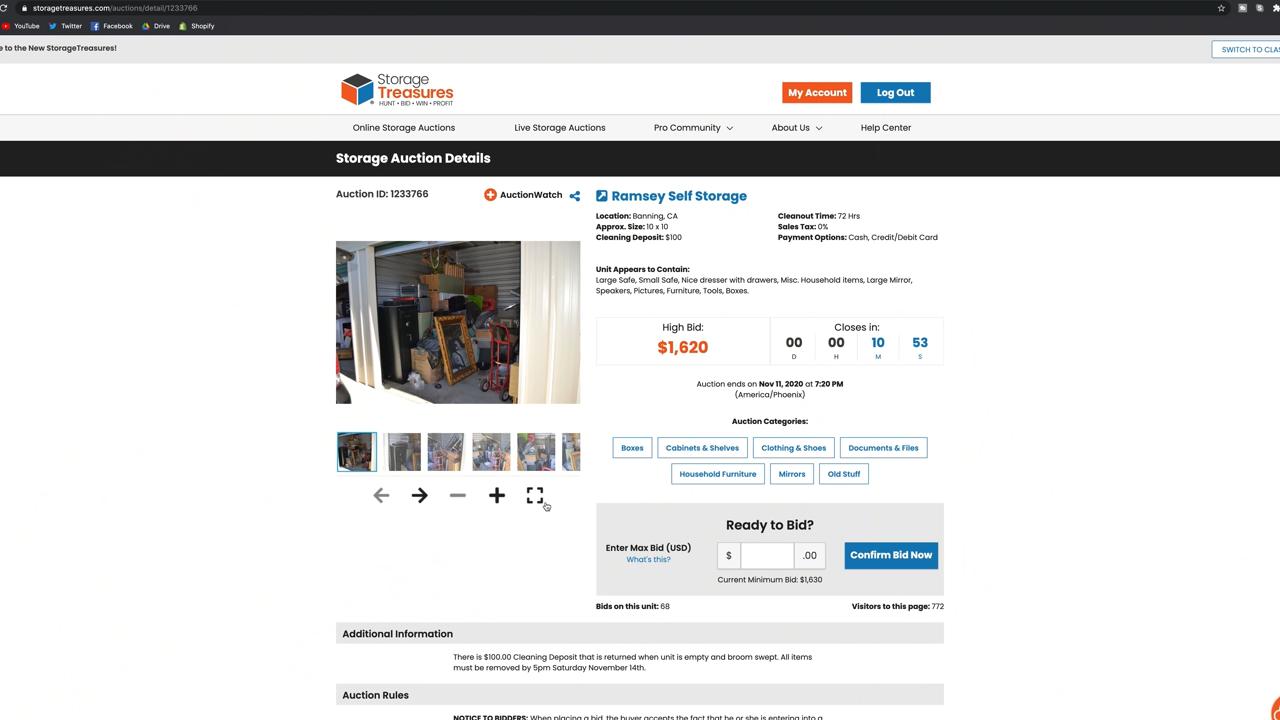 storagetreasures.com/auctions/detail/1233766
YouTube Twitter Facebook Drive Shopify
e to the New StorageTreasures!
SWITCH TO CLAS
Storage
Treasures
HUNT • BID • WIN • PROFIT
My Account Log Out
Online Storage Auctions Live Storage Auctions Pro Community About Us Help Center
Storage Auction Details
Auction ID: 1233766
AuctionWatch
Ramsey Self Storage
Location: Banning, CA
Approx. Size: 10 x 10
Cleaning Deposit: $100
Cleanout Time: 72 Hrs
Sales Tax: 0%
Payment Options: Cash, Credit/Debit Card
Unit Appears to Contain:
Large Safe, Small Safe, Nice dresser with drawers, Misc. Household items, Large Mirror,
Speakers, Pictures, Furniture, Tools, Boxes.
High Bid:
$1,620
Closes in:
00 00 10 53
D H M S
Auction ends on Nov 11, 2020 at 7:20 PM
(America/Phoenix)
Auction Categories:
Boxes Cabinets & Shelves Clothing & Shoes Documents & Files
Household Furniture Mirrors Old Stuff
Ready to Bid?
Enter Max Bid (USD)
What's this?
$ .00
Confirm Bid Now
Current Minimum Bid: $1,630
Bids on this unit: 68
Visitors to this page: 772
Additional Information
There is $100.00 Cleaning Deposit that is returned when unit is empty and broom swept. All items
must be removed by 5pm Saturday November 14th.
Auction Rules
NOTICE TO BIDDERS: When placing a bid, the buyer accepts the fact that he or she is entering into a